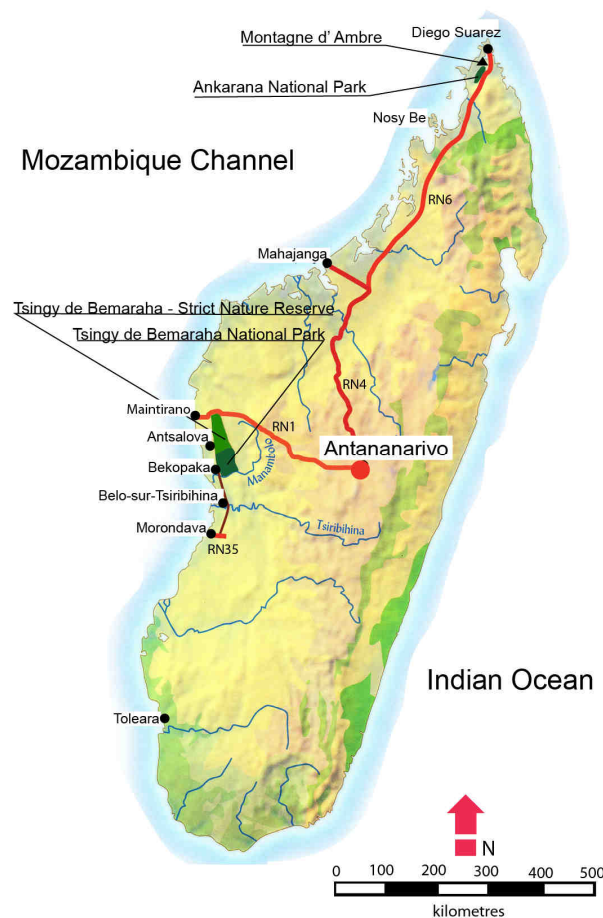 Diego Suarez
Montagne d' Ambre
Ankarana National Park
Nosy Be
Mozambique Channel
RN6
Mahajanga
Tsingy de Bemaraha - Strict Nature Reserve
Tsingy de Bemaraha National Park
RN4
Maintirano
RN1
Antsalova
Antananarivo
Bekopaka
Manambolo
Belo-sur-Tsiribihina
Tsiribihina
Morondava
RN35
Indian Ocean
Toleara
N
0 100 200 300 400 500
kilometres